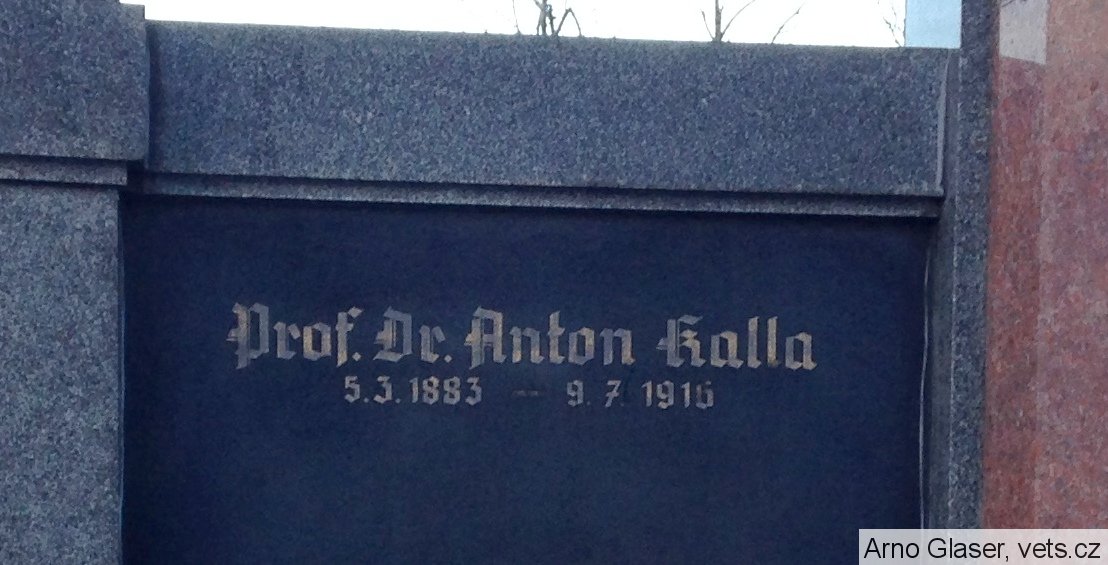 Prof. Dr. Anton Kalla
5.3.1883 — 9.7.1916
Arno Glaser, vets.cz